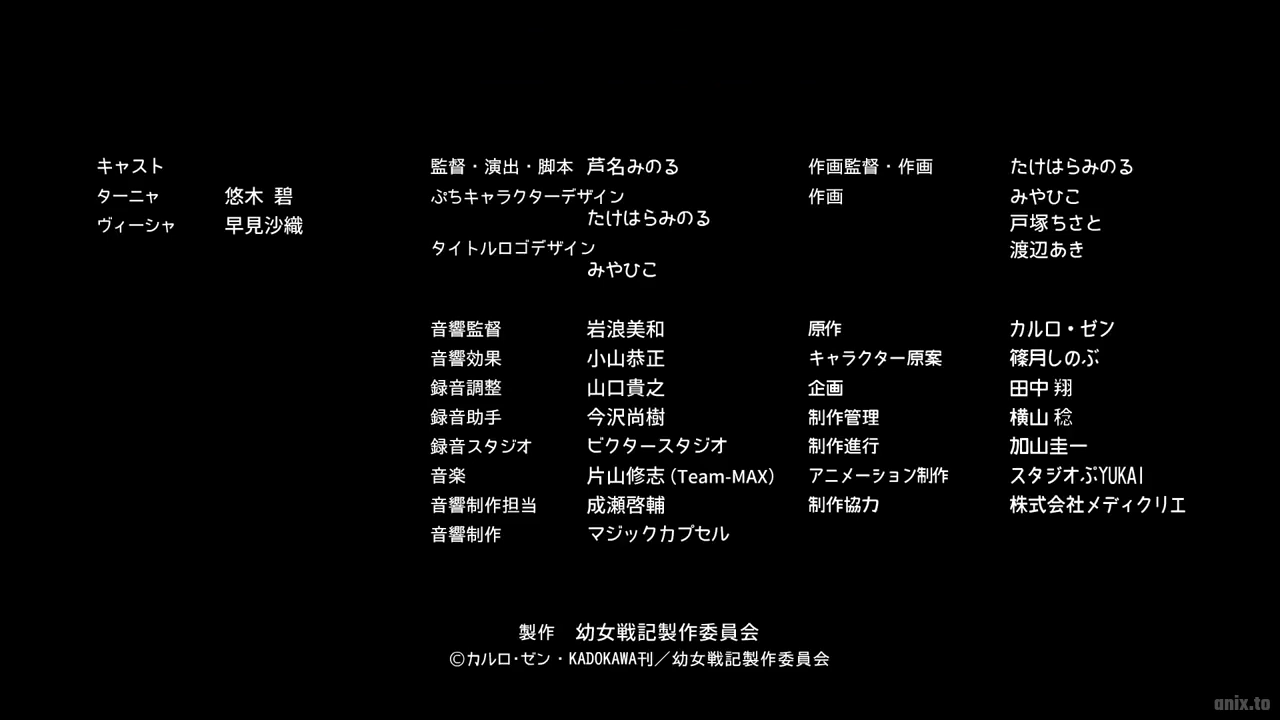 キャスト
ターニャ 悠木 碧
ヴィーシャ 早見沙織
監督・演出・脚本 芦名みのる
ぷちキャラクターデザイン
たけはらみのる
タイトルロゴデザイン
みやひこ
作画監督・作画 たけはらみのる
作画 みやひこ
戸塚ちさと
渡辺あき
音響監督 岩浪美和
音響効果 小山恭正
録音調整 山口貴之
録音助手 今沢尚樹
録音スタジオ ビクタースタジオ
音楽 片山修志(Team-MAX)
音響制作担当 成瀬啓輔
音響制作 マジックカプセル
原作 カルロ・ゼン
キャラクター原案 篠月しのぶ
企画 田中 翔
制作管理 横山 稔
制作進行 加山圭一
アニメーション制作 スタジオぷYUKAI
制作協力 株式会社メディクリエ
製作 幼女戦記製作委員会
©カルロ・ゼン・KADOKAWA刊／幼女戦記製作委員会
anix.to